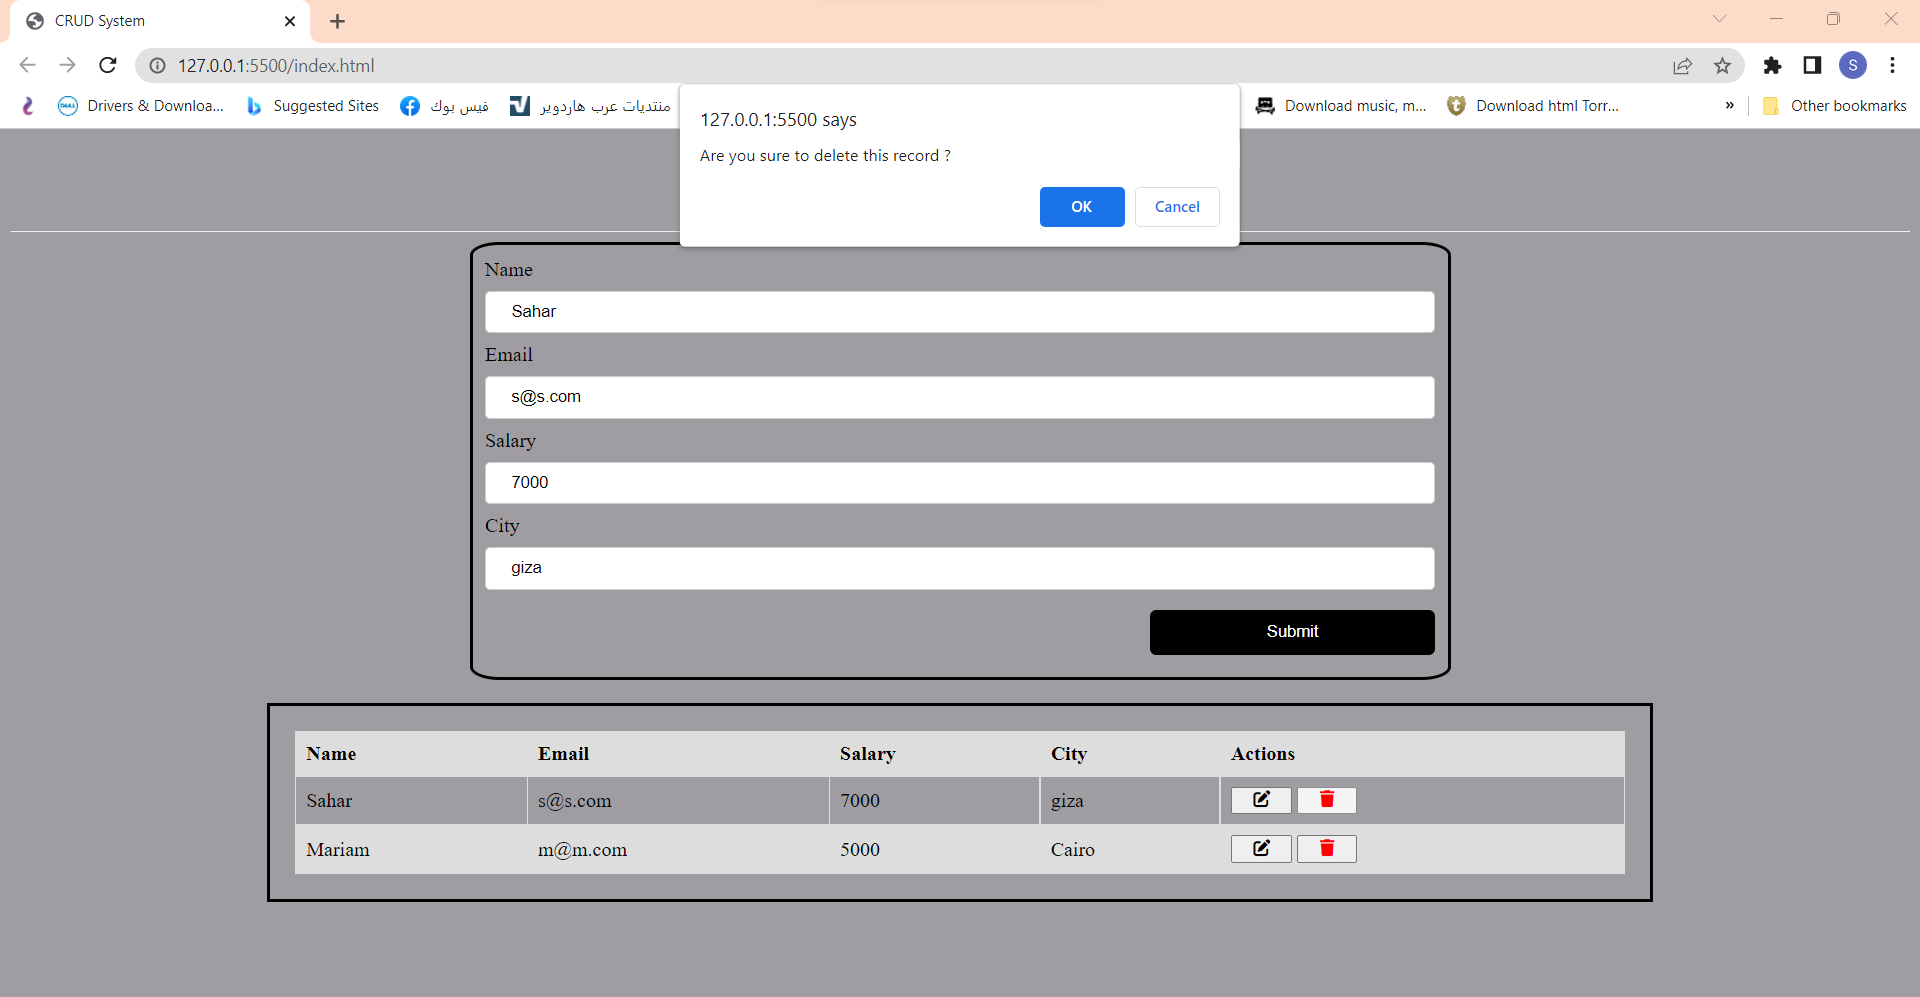 CRUD System
127.0.0.1:5500/index.html
Drivers & Downloa... Suggested Sites فيس بوك منتديات عرب هاردوير Download music, m... Download html Torr... » Other bookmarks
S
127.0.0.1:5500 says
Are you sure to delete this record ?
OK Cancel
Name
Sahar
Email
s@s.com
Salary
7000
City
giza
Submit
Name Email Salary City Actions
Sahar s@s.com 7000 giza
Mariam m@m.com 5000 Cairo